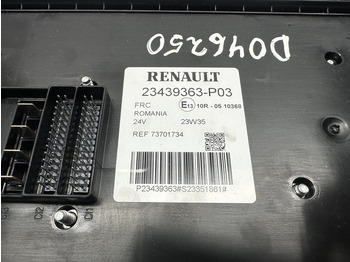 D046250
RENAULT
23439363-P03
FRC E13 10R - 05 10368
ROMANIA
24V 23W35
REF 73701734
P23439363#S23351861#